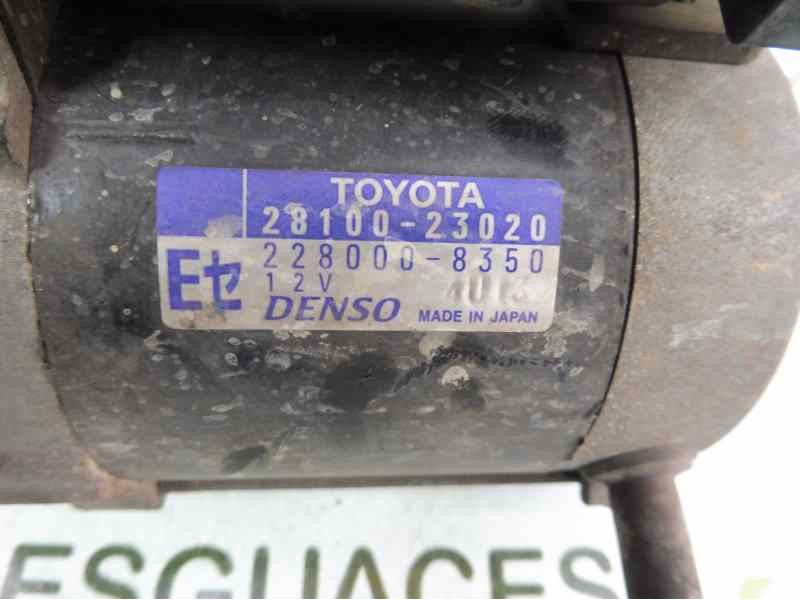 TOYOTA
28100-23020
Eセ
228000-8350
12V
DENSO MADE IN JAPAN
ESGUACES